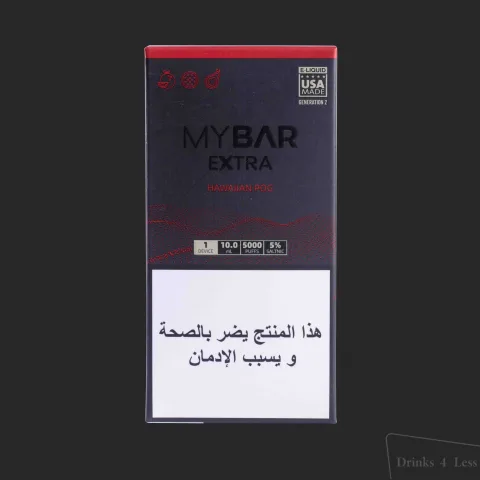 E-LIQUID
USA
MADE
GENERATION 2
MYBAR
EXTRA
HAWAIIAN POG
1 10.0 5000 5%
DEVICE ML PUFFS SALTNIC
هذا المنتج يضر بالصحة
و يسبب الإدمان
Drinks 4 Less